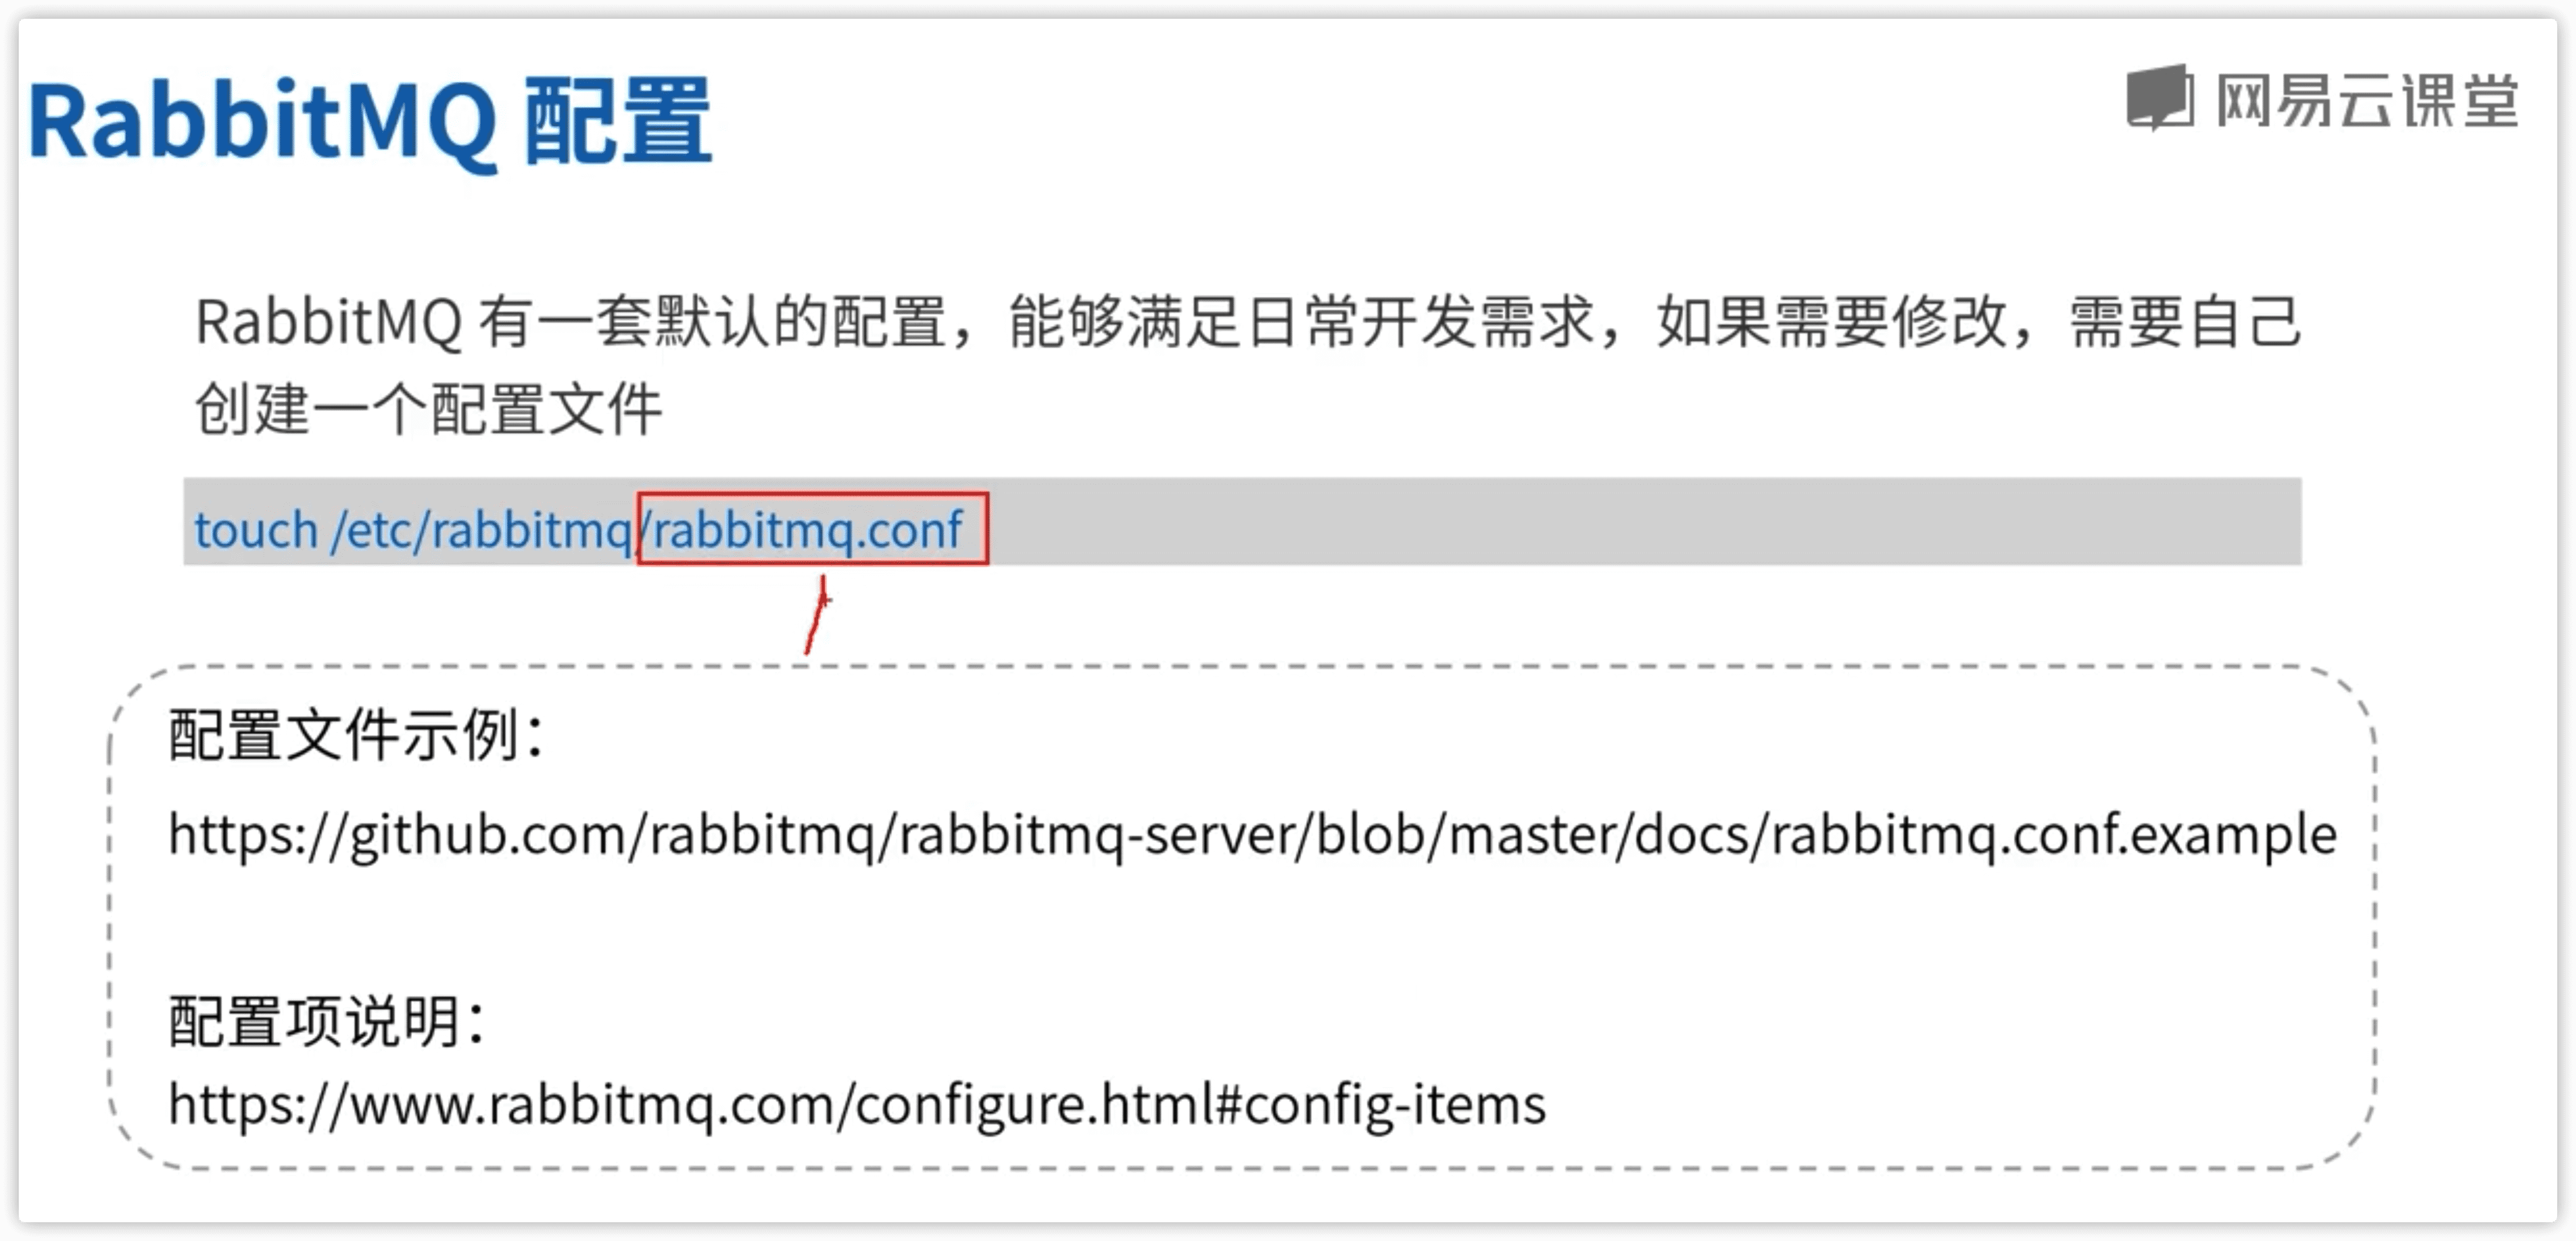 RabbitMQ 配置
网易云课堂
RabbitMQ 有一套默认的配置，能够满足日常开发需求，如果需要修改，需要自己
创建一个配置文件
touch /etc/rabbitmq/rabbitmq.conf
配置文件示例：
https://github.com/rabbitmq/rabbitmq-server/blob/master/docs/rabbitmq.conf.example
配置项说明：
https://www.rabbitmq.com/configure.html#config-items